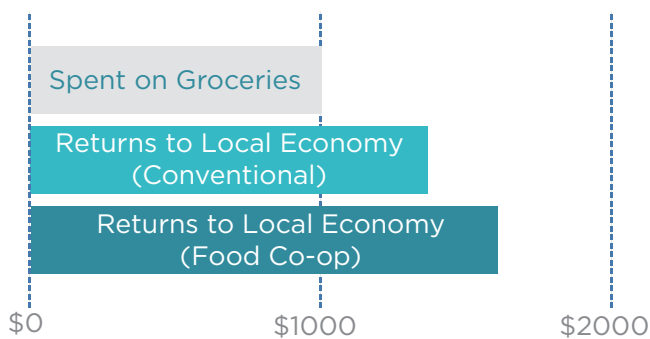 Spent on Groceries
Returns to Local Economy
(Conventional)
Returns to Local Economy
(Food Co-op)
$0
$1000
$2000